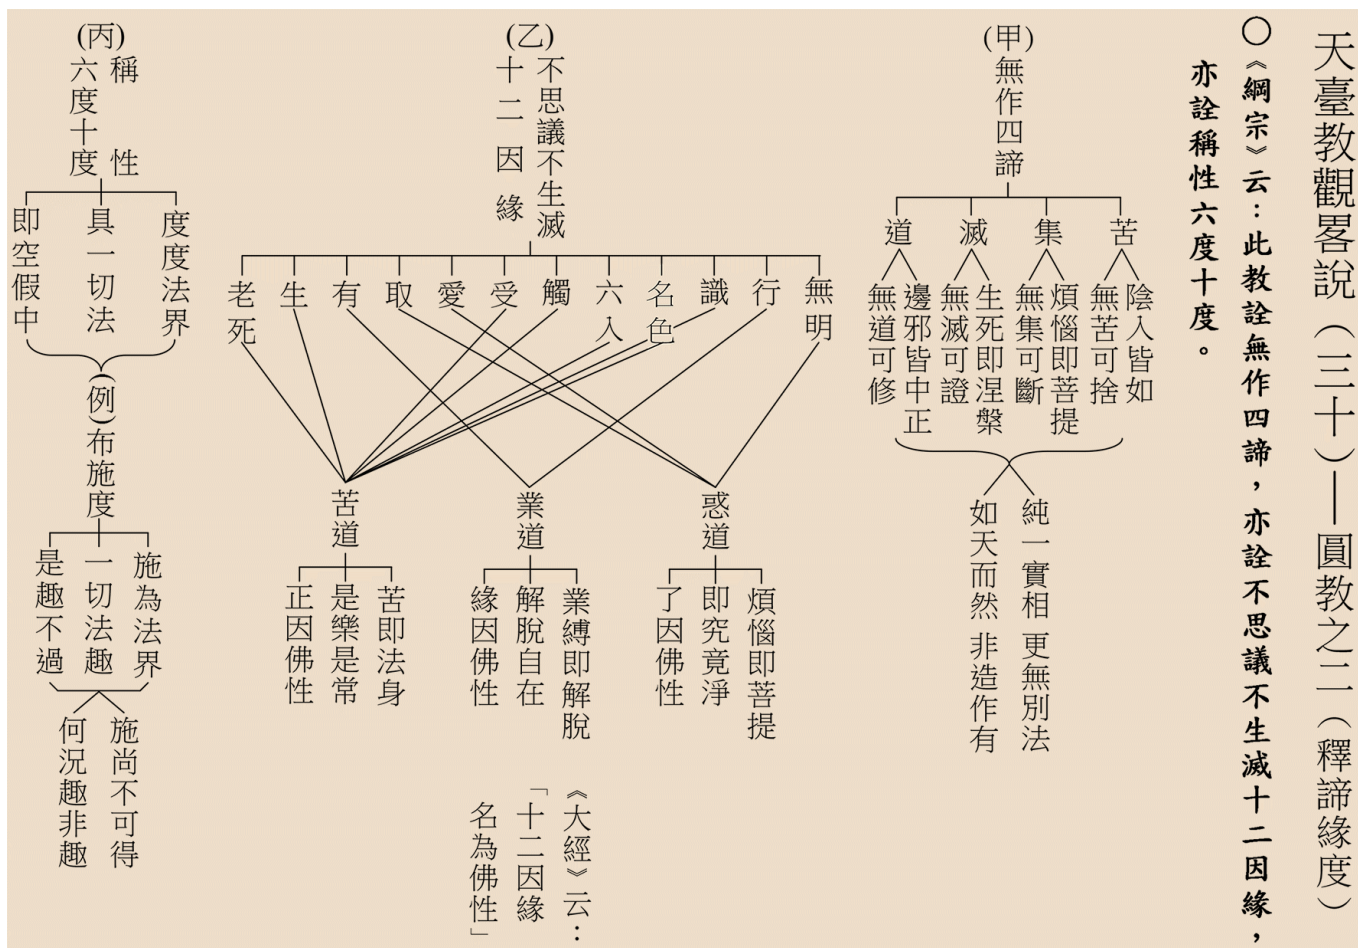 天臺教觀畧說（三十）—圓教之二（釋諦緣度）
○《綱宗》云：此教詮無作四諦，亦詮不思議不生滅十二因緣，
亦詮稱性六度十度。
(甲)
無作四諦
苦
集
滅
道
陰入皆如
無苦可捨
煩惱即菩提
無集可斷
生死即涅槃
無滅可證
邊邪皆中正
無道可修
純一實相 更無別法
如天而然 非造作有
(乙)
不思議不生滅
十二因緣
無明
行
識
名色
六入
觸
受
愛
取
有
生
老死
惑道
業道
苦道
煩惱即菩提
即究竟淨
了因佛性
業縛即解脫
解脫自在
緣因佛性
苦即法身
是樂是常
正因佛性
《大經》云：
「十二因緣
名為佛性」
(丙)
稱性
六度十度
度度法界
具一切法
即空假中
(例)布施度
施為法界
一切法趣
是趣不過
施尚不可得
何況趣非趣